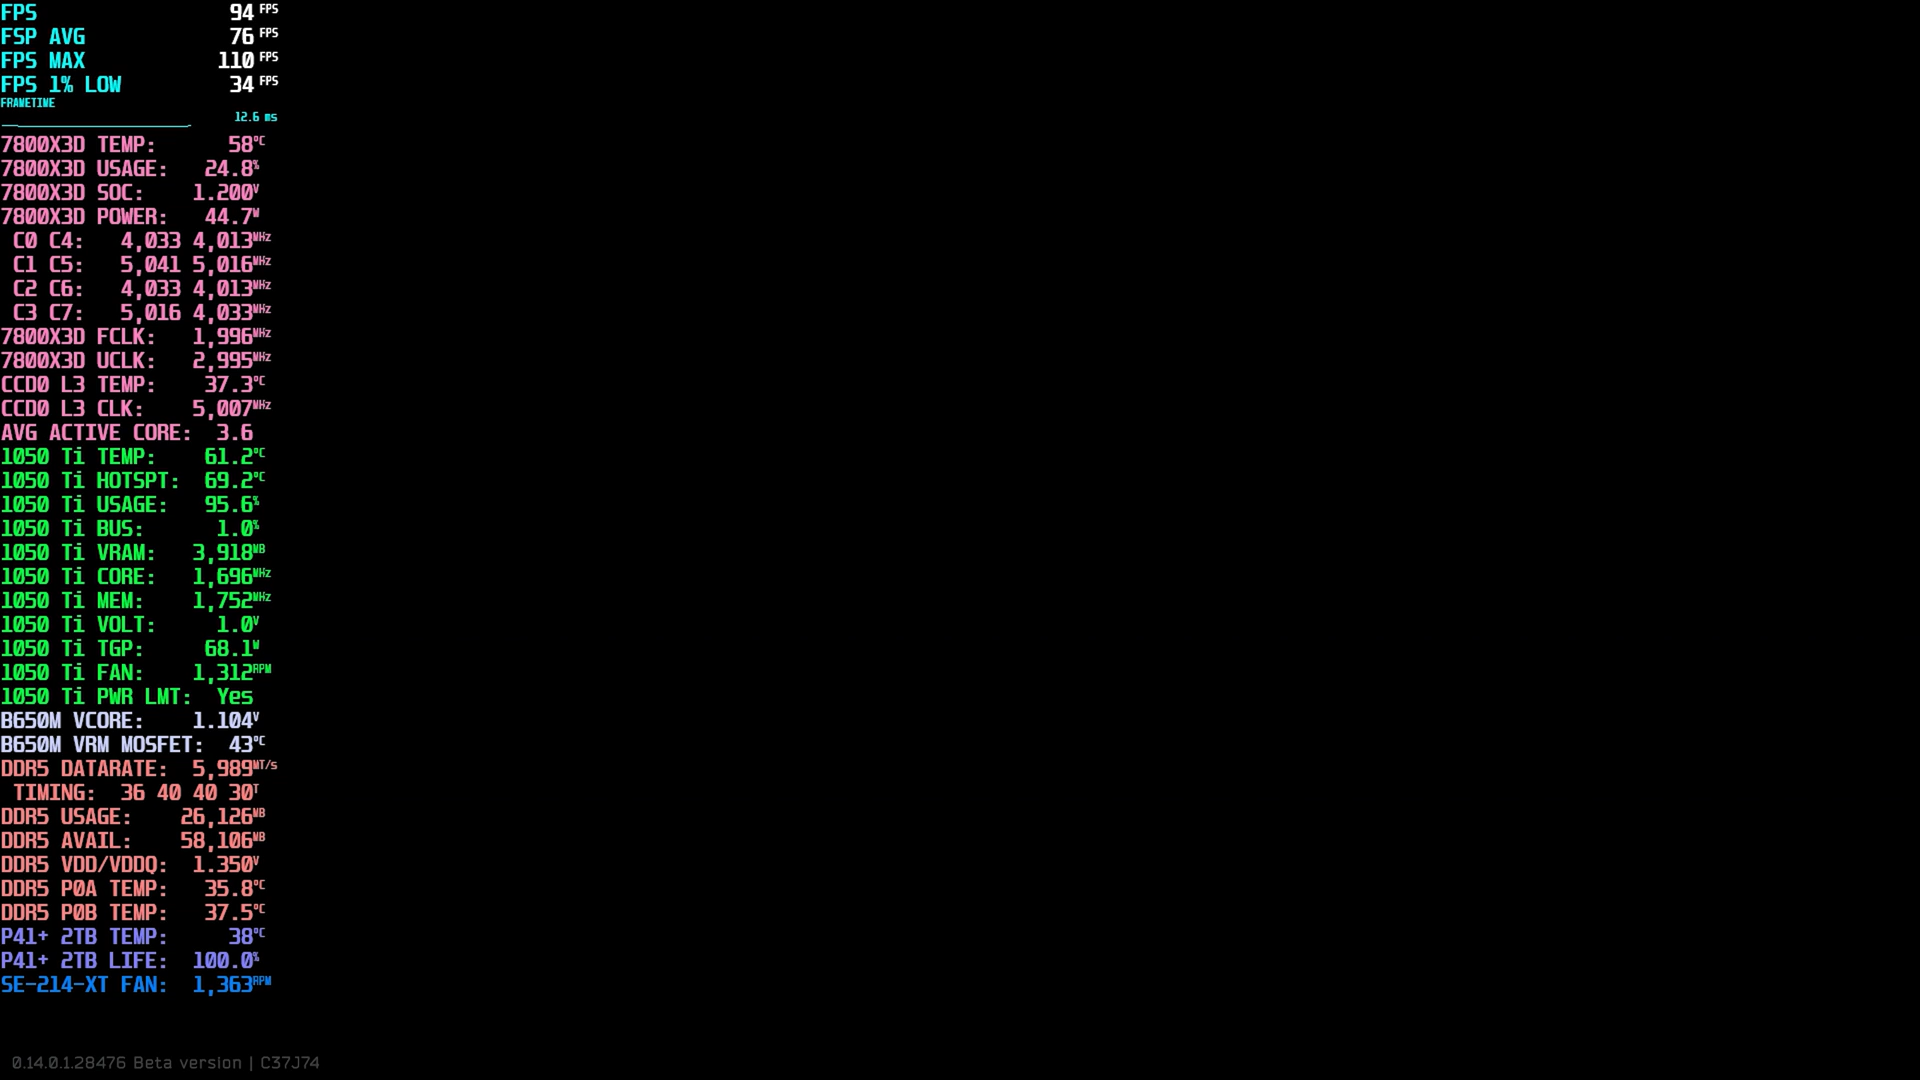 FPS 94 FPS
FSP AVG 76 FPS
FPS MAX 110 FPS
FPS 1% LOW 34 FPS
FRAMETIME
12.6 ms
7800X3D TEMP: 58°C
7800X3D USAGE: 24.8%
7800X3D SOC: 1.200V
7800X3D POWER: 44.7W
C0 C4: 4,033 4,013MHz
C1 C5: 5,041 5,016MHz
C2 C6: 4,033 4,013MHz
C3 C7: 5,016 4,033MHz
7800X3D FCLK: 1,996MHz
7800X3D UCLK: 2,995MHz
CCD0 L3 TEMP: 37.3°C
CCD0 L3 CLK: 5,007MHz
AVG ACTIVE CORE: 3.6
1050 Ti TEMP: 61.2°C
1050 Ti HOTSPT: 69.2°C
1050 Ti USAGE: 95.6%
1050 Ti BUS: 1.0%
1050 Ti VRAM: 3,918MB
1050 Ti CORE: 1,696MHz
1050 Ti MEM: 1,752MHz
1050 Ti VOLT: 1.0V
1050 Ti TGP: 68.1W
1050 Ti FAN: 1,312RPM
1050 Ti PWR LMT: Yes
B650M VCORE: 1.104V
B650M VRM MOSFET: 43°C
DDR5 DATARATE: 5,989MT/s
TIMING: 36 40 40 30T
DDR5 USAGE: 26,126MB
DDR5 AVAIL: 58,106MB
DDR5 VDD/VDDQ: 1.350V
DDR5 P0A TEMP: 35.8°C
DDR5 P0B TEMP: 37.5°C
P41+ 2TB TEMP: 38°C
P41+ 2TB LIFE: 100.0%
SE-214-XT FAN: 1,363RPM
0.14.0.1.28476 Beta version | C37J74